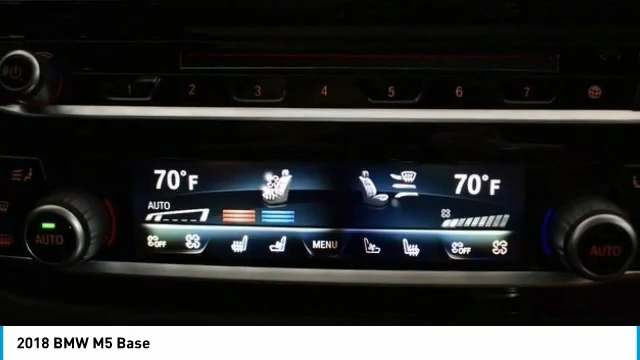 1 2 3 4 5 6 7
70°F 70°F
AUTO
AUTO AUTO
OFF MENU OFF
2018 BMW M5 Base